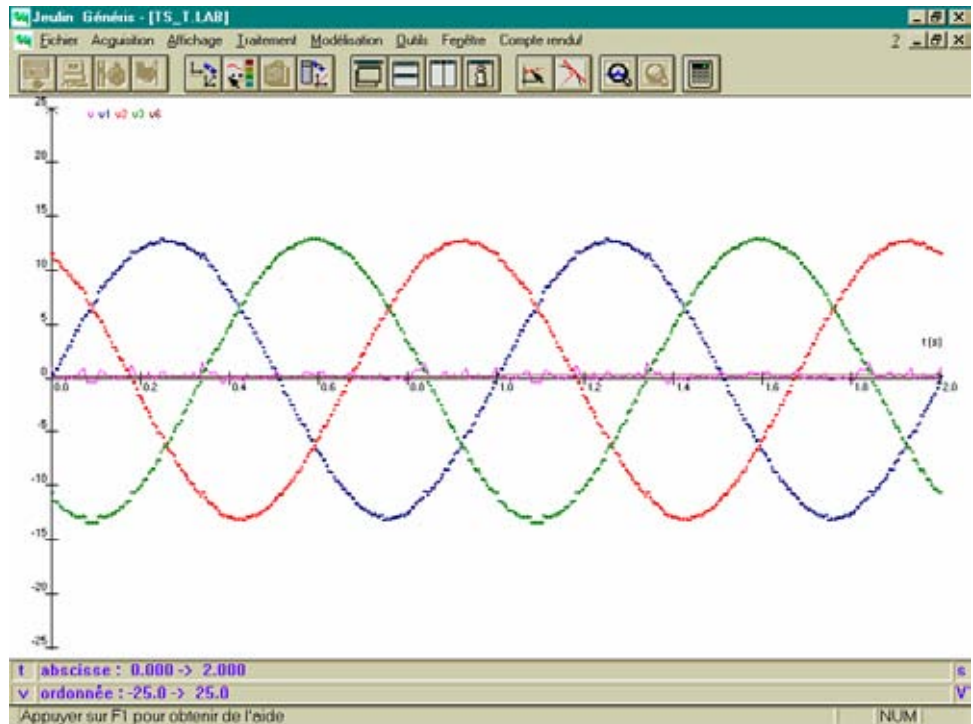 Jeulin Généris - [TS_T.LAB]
Fichier Acquisition Affichage Traitement Modélisation Outils Fenêtre Compte rendu ?
25
v v1 v2 v3 v6
20
15
10
5
t(s)
0
0.0 0.2 0.4 0.6 0.8 1.0 1.2 1.4 1.6 1.8 2.0
-5
-10
-15
-20
-25
t abscisse : 0.000 -> 2.000 s
v ordonnée : -25.0 -> 25.0 V
Appuyer sur F1 pour obtenir de l'aide NUM